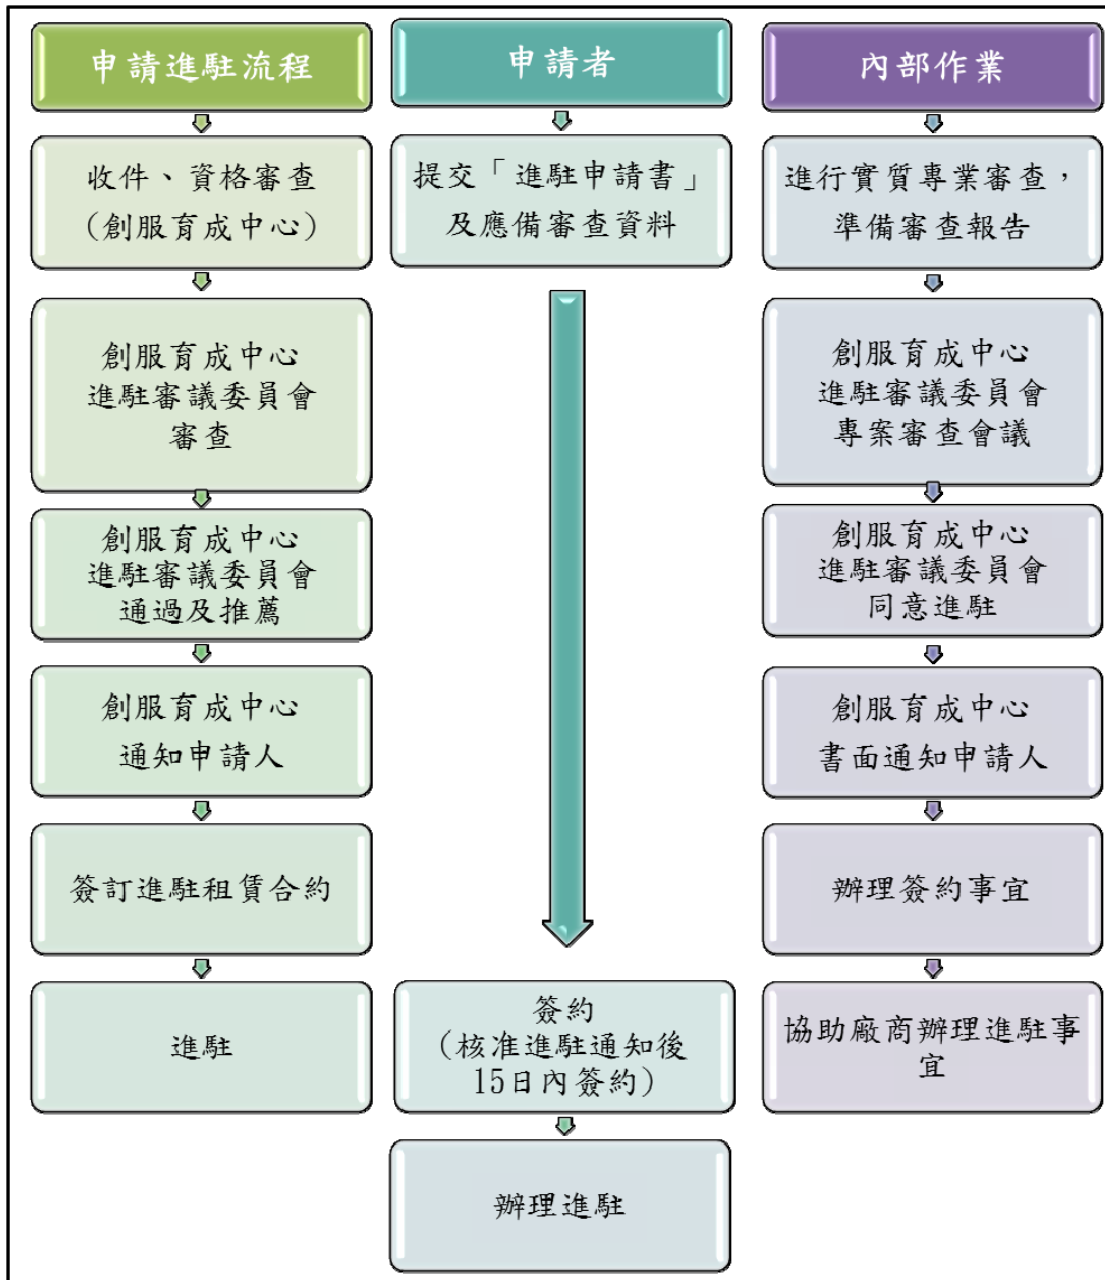 申請進駐流程
收件、資格審查
(創服育成中心)
創服育成中心
進駐審議委員會
審查
創服育成中心
進駐審議委員會
通過及推薦
創服育成中心
通知申請人
簽訂進駐租賃合約
進駐
申請者
提交「進駐申請書」
及應備審查資料
簽約
(核准進駐通知後
15日內簽約)
辦理進駐
內部作業
進行實質專業審查，
準備審查報告
創服育成中心
進駐審議委員會
專案審查會議
創服育成中心
進駐審議委員會
同意進駐
創服育成中心
書面通知申請人
辦理簽約事宜
協助廠商辦理進駐事
宜